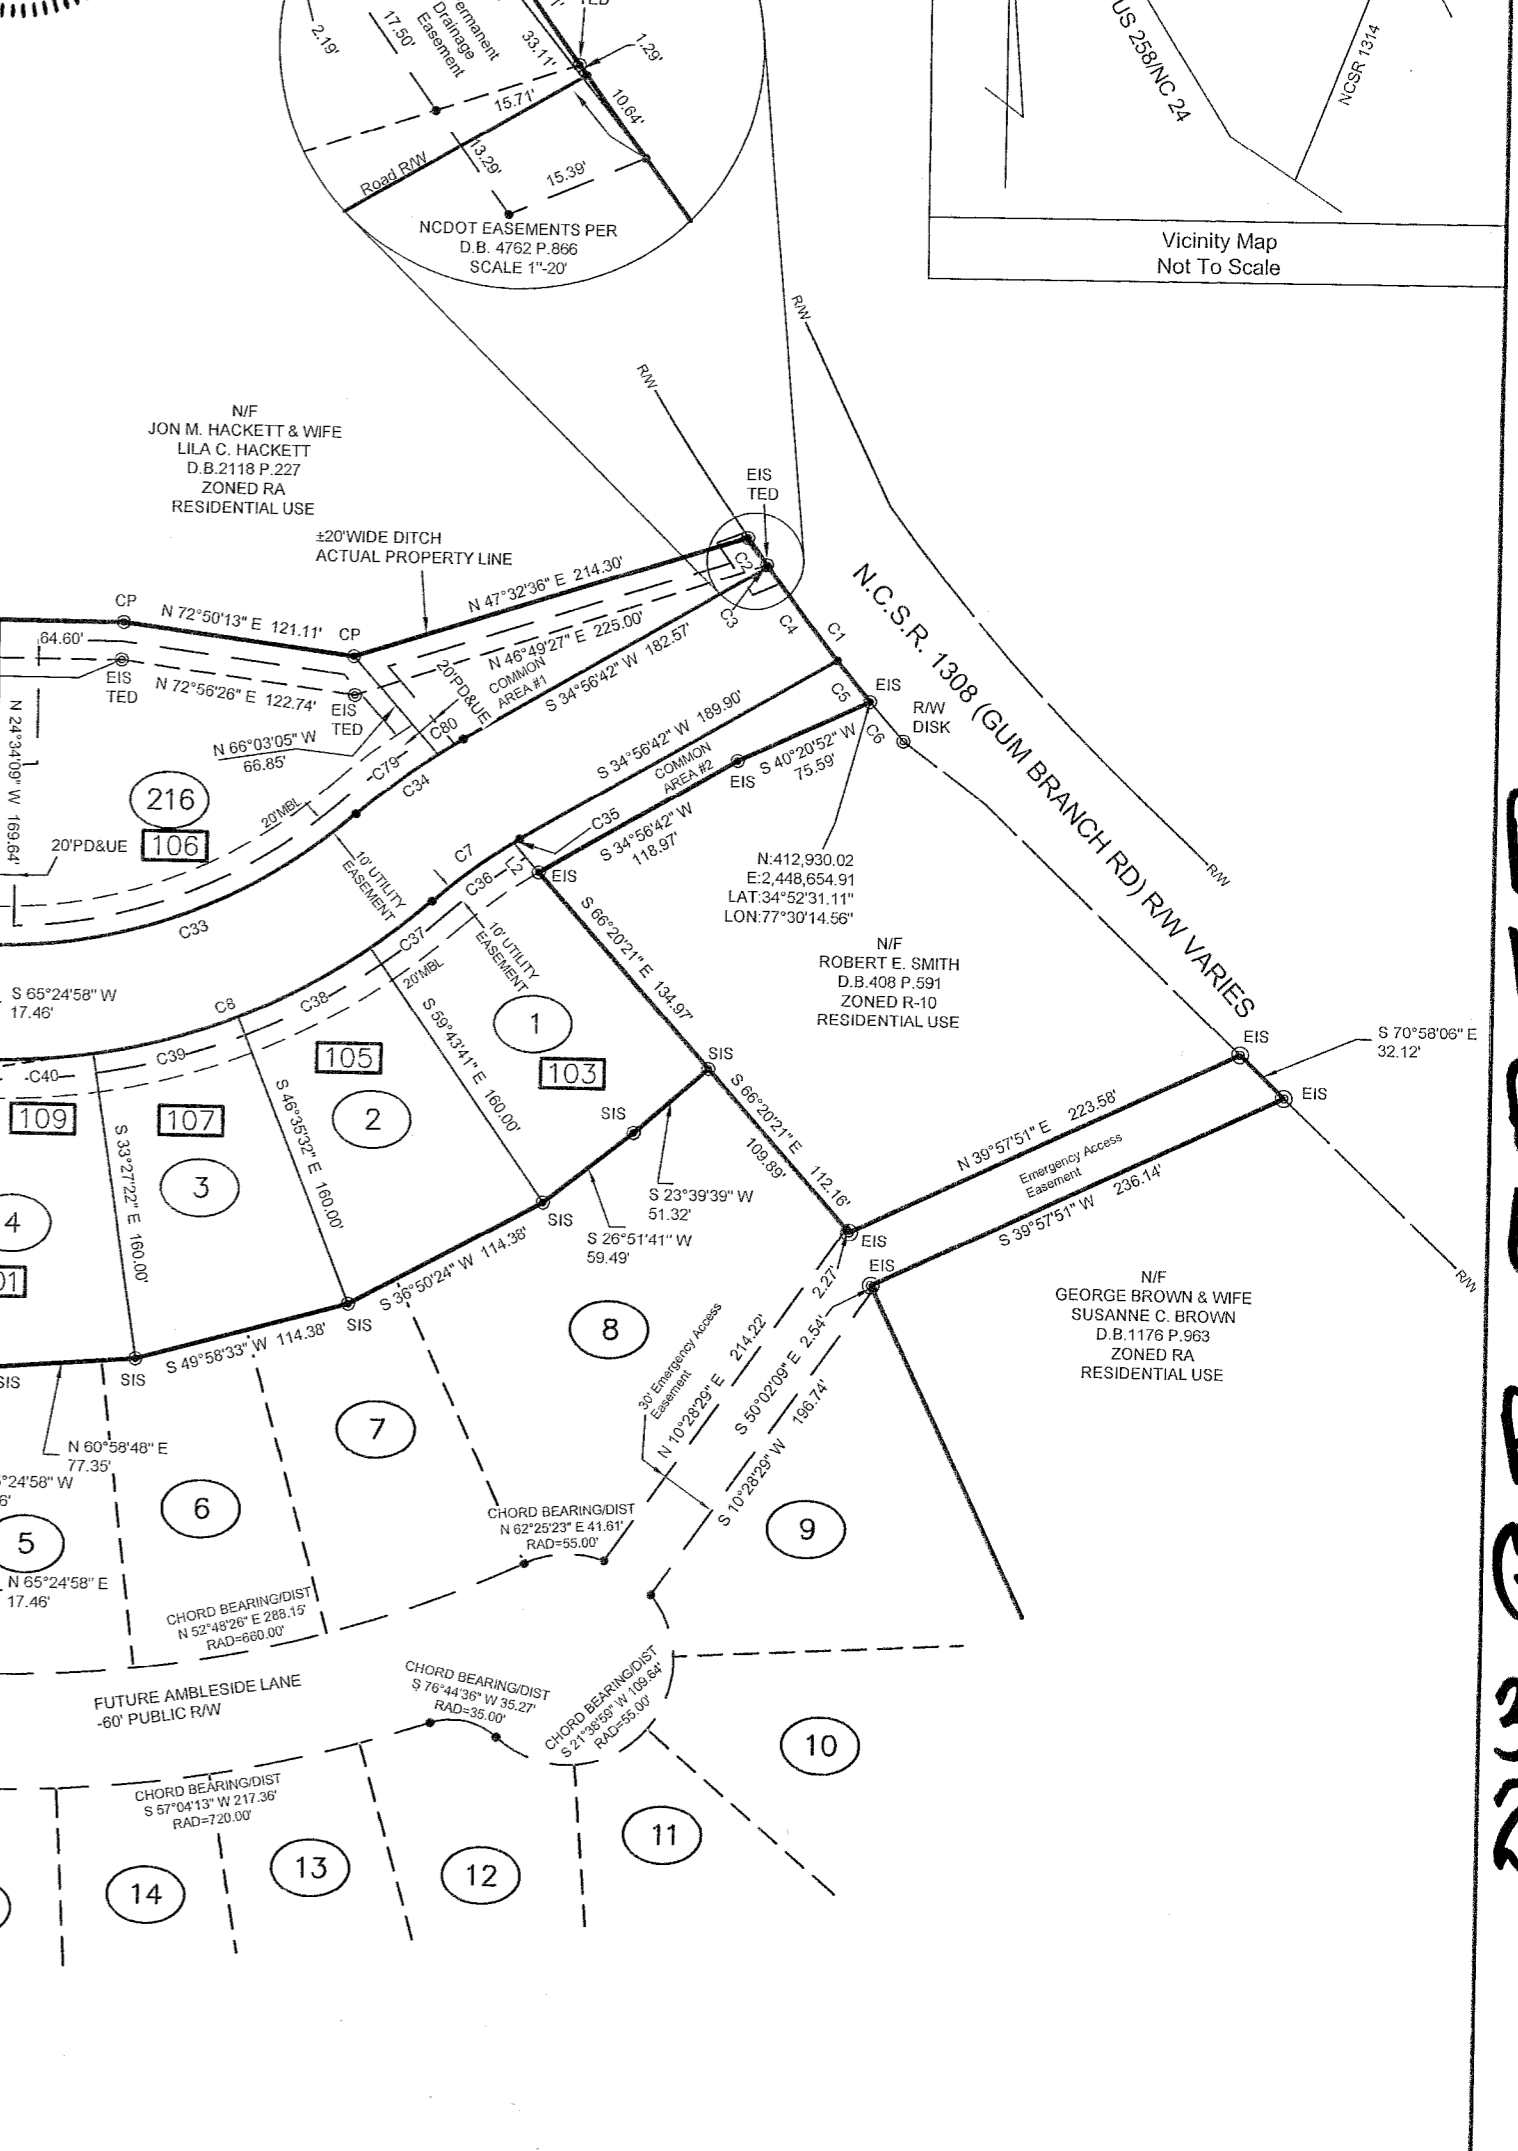 2.19'
17.50'
Drainage
Easement
33.11'
1.29'
15.71'
10.64'
Road R/W
13.29'
15.39'
NCDOT EASEMENTS PER
D.B. 4762 P.866
SCALE 1"-20'
US 258/NC 24
NCSR 1314
Vicinity Map
Not To Scale
R/W
R/W
N/F
JON M. HACKETT & WIFE
LILA C. HACKETT
D.B.2118 P.227
ZONED RA
RESIDENTIAL USE
±20'WIDE DITCH
ACTUAL PROPERTY LINE
EIS
TED
CP
N 72°50'13" E 121.11'
CP
N 47°32'36" E 214.30'
C2
C3
C4
C1
N.C.S.R. 1308 (GUM BRANCH RD) R/W VARIES
64.60'
EIS
TED
N 72°56'26" E 122.74'
EIS
TED
N 46°49'27" E 225.00'
COMMON
AREA #1
20'PD&UE
S 34°56'42" W 182.57'
N 66°03'05" W
66.85'
C80
C79
C34
N 24°34'09" W 169.64'
216
106
20'PD&UE
20'MBL
10' UTILITY
EASEMENT
C33
C5
EIS
R/W
DISK
C6
S 34°56'42" W 189.90'
COMMON
AREA #2
S 40°20'52" W
75.59'
EIS
C35
S 34°56'42" W
118.97'
C7
C36
L2
EIS
N:412,930.02
E:2,448,654.91
LAT:34°52'31.11"
LON:77°30'14.56"
R/W
N/F
ROBERT E. SMITH
D.B.408 P.591
ZONED R-10
RESIDENTIAL USE
S 66°20'21" E 134.97'
C37
10' UTILITY
EASEMENT
20'MBL
S 65°24'58" W
17.46'
C8
C38
C39
C40
S 59°43'41" E 160.00'
1
103
105
2
109
107
3
4
S 46°35'32" E 160.00'
S 33°27'22" E 160.00'
SIS
S 66°20'21" E 112.16'
109.89'
SIS
S 23°39'39" W
51.32'
S 26°51'41" W
59.49'
SIS
S 36°50'24" W 114.38'
SIS
S 49°58'33" W 114.38'
SIS
SIS
EIS
S 70°58'06" E
32.12'
EIS
N 39°57'51" E 223.58'
Emergency Access
Easement
S 39°57'51" W 236.14'
EIS
EIS
R/W
N/F
GEORGE BROWN & WIFE
SUSANNE C. BROWN
D.B.1176 P.963
ZONED RA
RESIDENTIAL USE
2.27'
N 10°28'29" E 214.22'
S 50°02'09" E 2.54'
S 10°28'29" W 196.74'
30' Emergency Access
Easement
8
7
6
5
9
N 60°58'48" E
77.35'
N 65°24'58" E
17.46'
CHORD BEARING/DIST
N 62°25'23" E 41.61'
RAD=55.00'
CHORD BEARING/DIST
N 52°48'26" E 288.15'
RAD=660.00'
FUTURE AMBLESIDE LANE
-60' PUBLIC R/W
CHORD BEARING/DIST
S 76°44'36" W 35.27'
RAD=35.00'
CHORD BEARING/DIST
S 21°38'59" W 109.64'
RAD=55.00'
CHORD BEARING/DIST
S 57°04'13" W 217.36'
RAD=720.00'
10
11
12
13
14